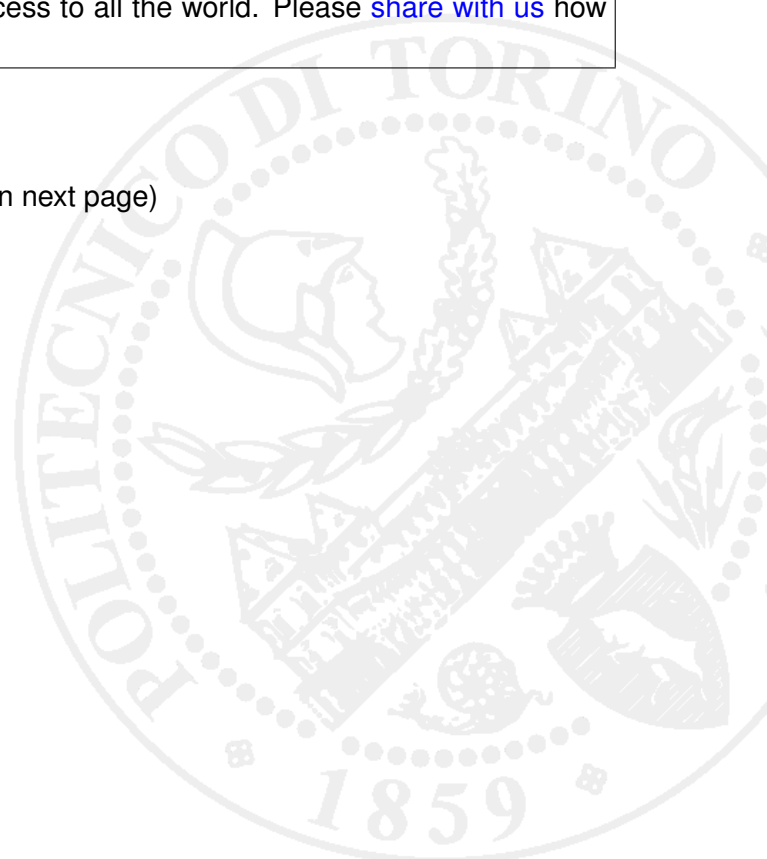 cess to all the world. Please share with us how
n next page)
POLITECNICO DI TORINO
1859